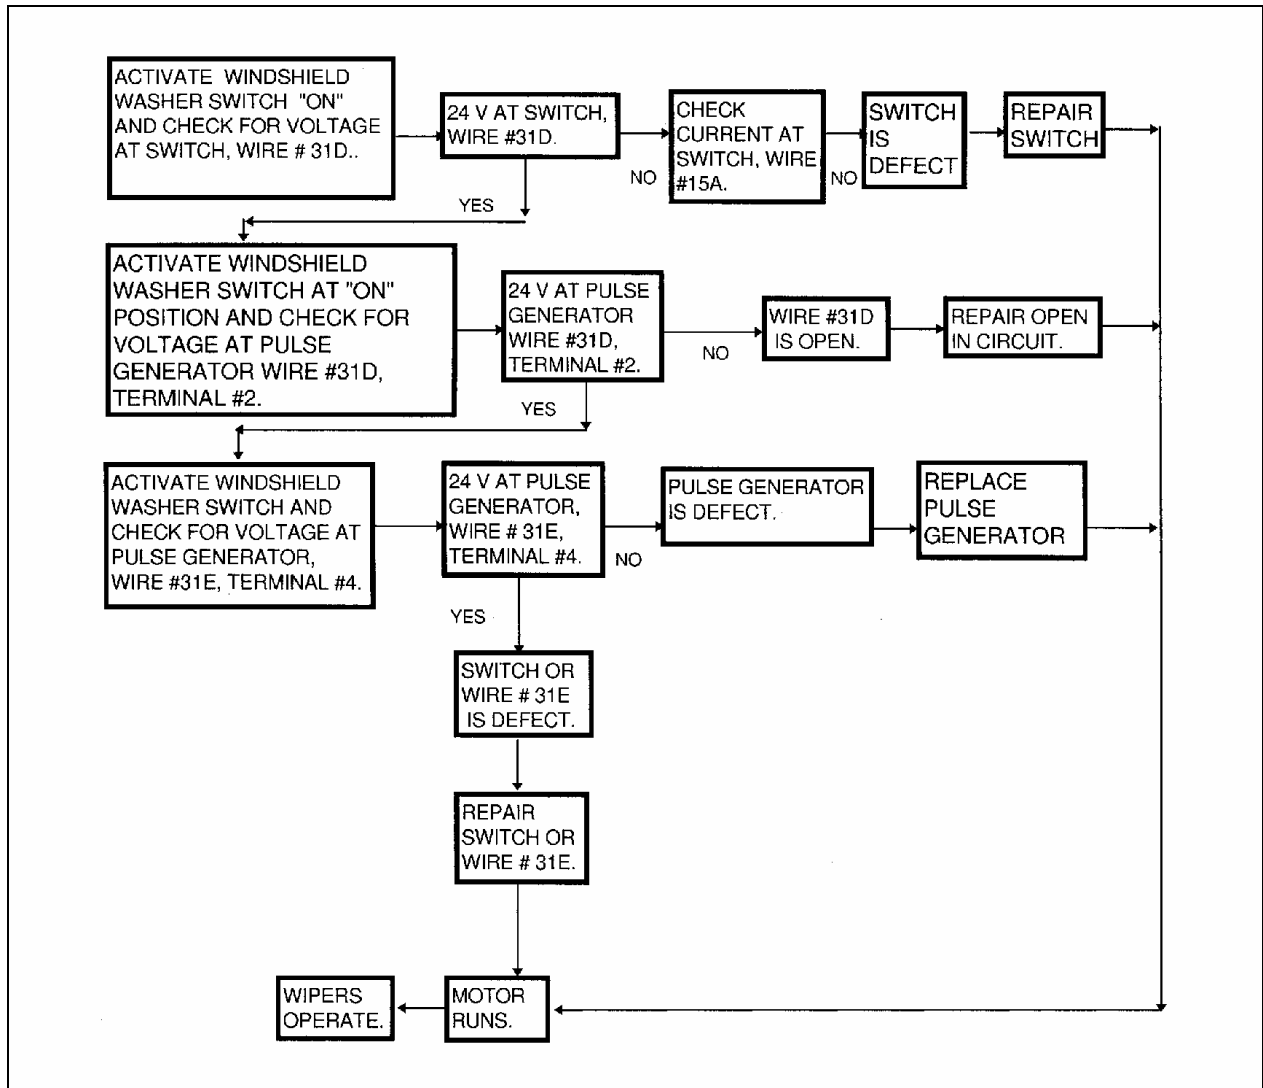 ACTIVATE WINDSHIELD
WASHER SWITCH "ON"
AND CHECK FOR VOLTAGE
AT SWITCH, WIRE # 31D..
24 V AT SWITCH,
WIRE #31D.
NO
CHECK
CURRENT AT
SWITCH, WIRE
#15A.
NO
SWITCH
IS
DEFECT
REPAIR
SWITCH
YES
ACTIVATE WINDSHIELD
WASHER SWITCH AT "ON"
POSITION AND CHECK FOR
VOLTAGE AT PULSE
GENERATOR WIRE #31D,
TERMINAL #2.
24 V AT PULSE
GENERATOR
WIRE #31D,
TERMINAL #2.
NO
WIRE #31D
IS OPEN.
REPAIR OPEN
IN CIRCUIT.
YES
ACTIVATE WINDSHIELD
WASHER SWITCH AND
CHECK FOR VOLTAGE AT
PULSE GENERATOR,
WIRE #31E, TERMINAL #4.
24 V AT PULSE
GENERATOR,
WIRE # 31E,
TERMINAL #4.
NO
PULSE GENERATOR
IS DEFECT.
REPLACE
PULSE
GENERATOR
YES
SWITCH OR
WIRE # 31E
IS DEFECT.
REPAIR
SWITCH OR
WIRE # 31E.
MOTOR
RUNS.
WIPERS
OPERATE.